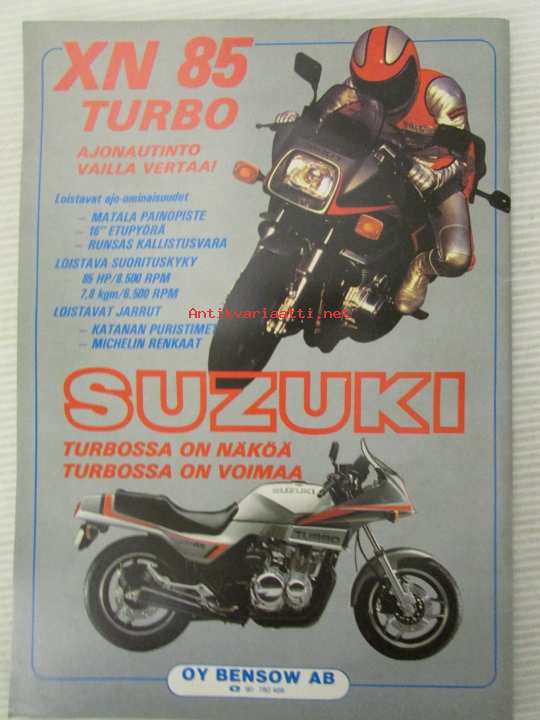 XN 85
TURBO
AJONAUTINTO
VAILLA VERTAA!
Loistavat ajo-ominaisuudet
– MATALA PAINOPISTE
– 16" ETUPYÖRÄ
– RUNSAS KALLISTUSVARA
LOISTAVA SUORITUSKYKY
85 HP/8.500 RPM
7,8 kgm/6.500 RPM
LOISTAVAT JARRUT
– KATANAN PURISTIMET
– MICHELIN RENKAAT
Antikvariaatti.net
SUZUKI
TURBOSSA ON NÄKÖÄ
TURBOSSA ON VOIMAA
SUZUKI
TURBO
OY BENSOW AB